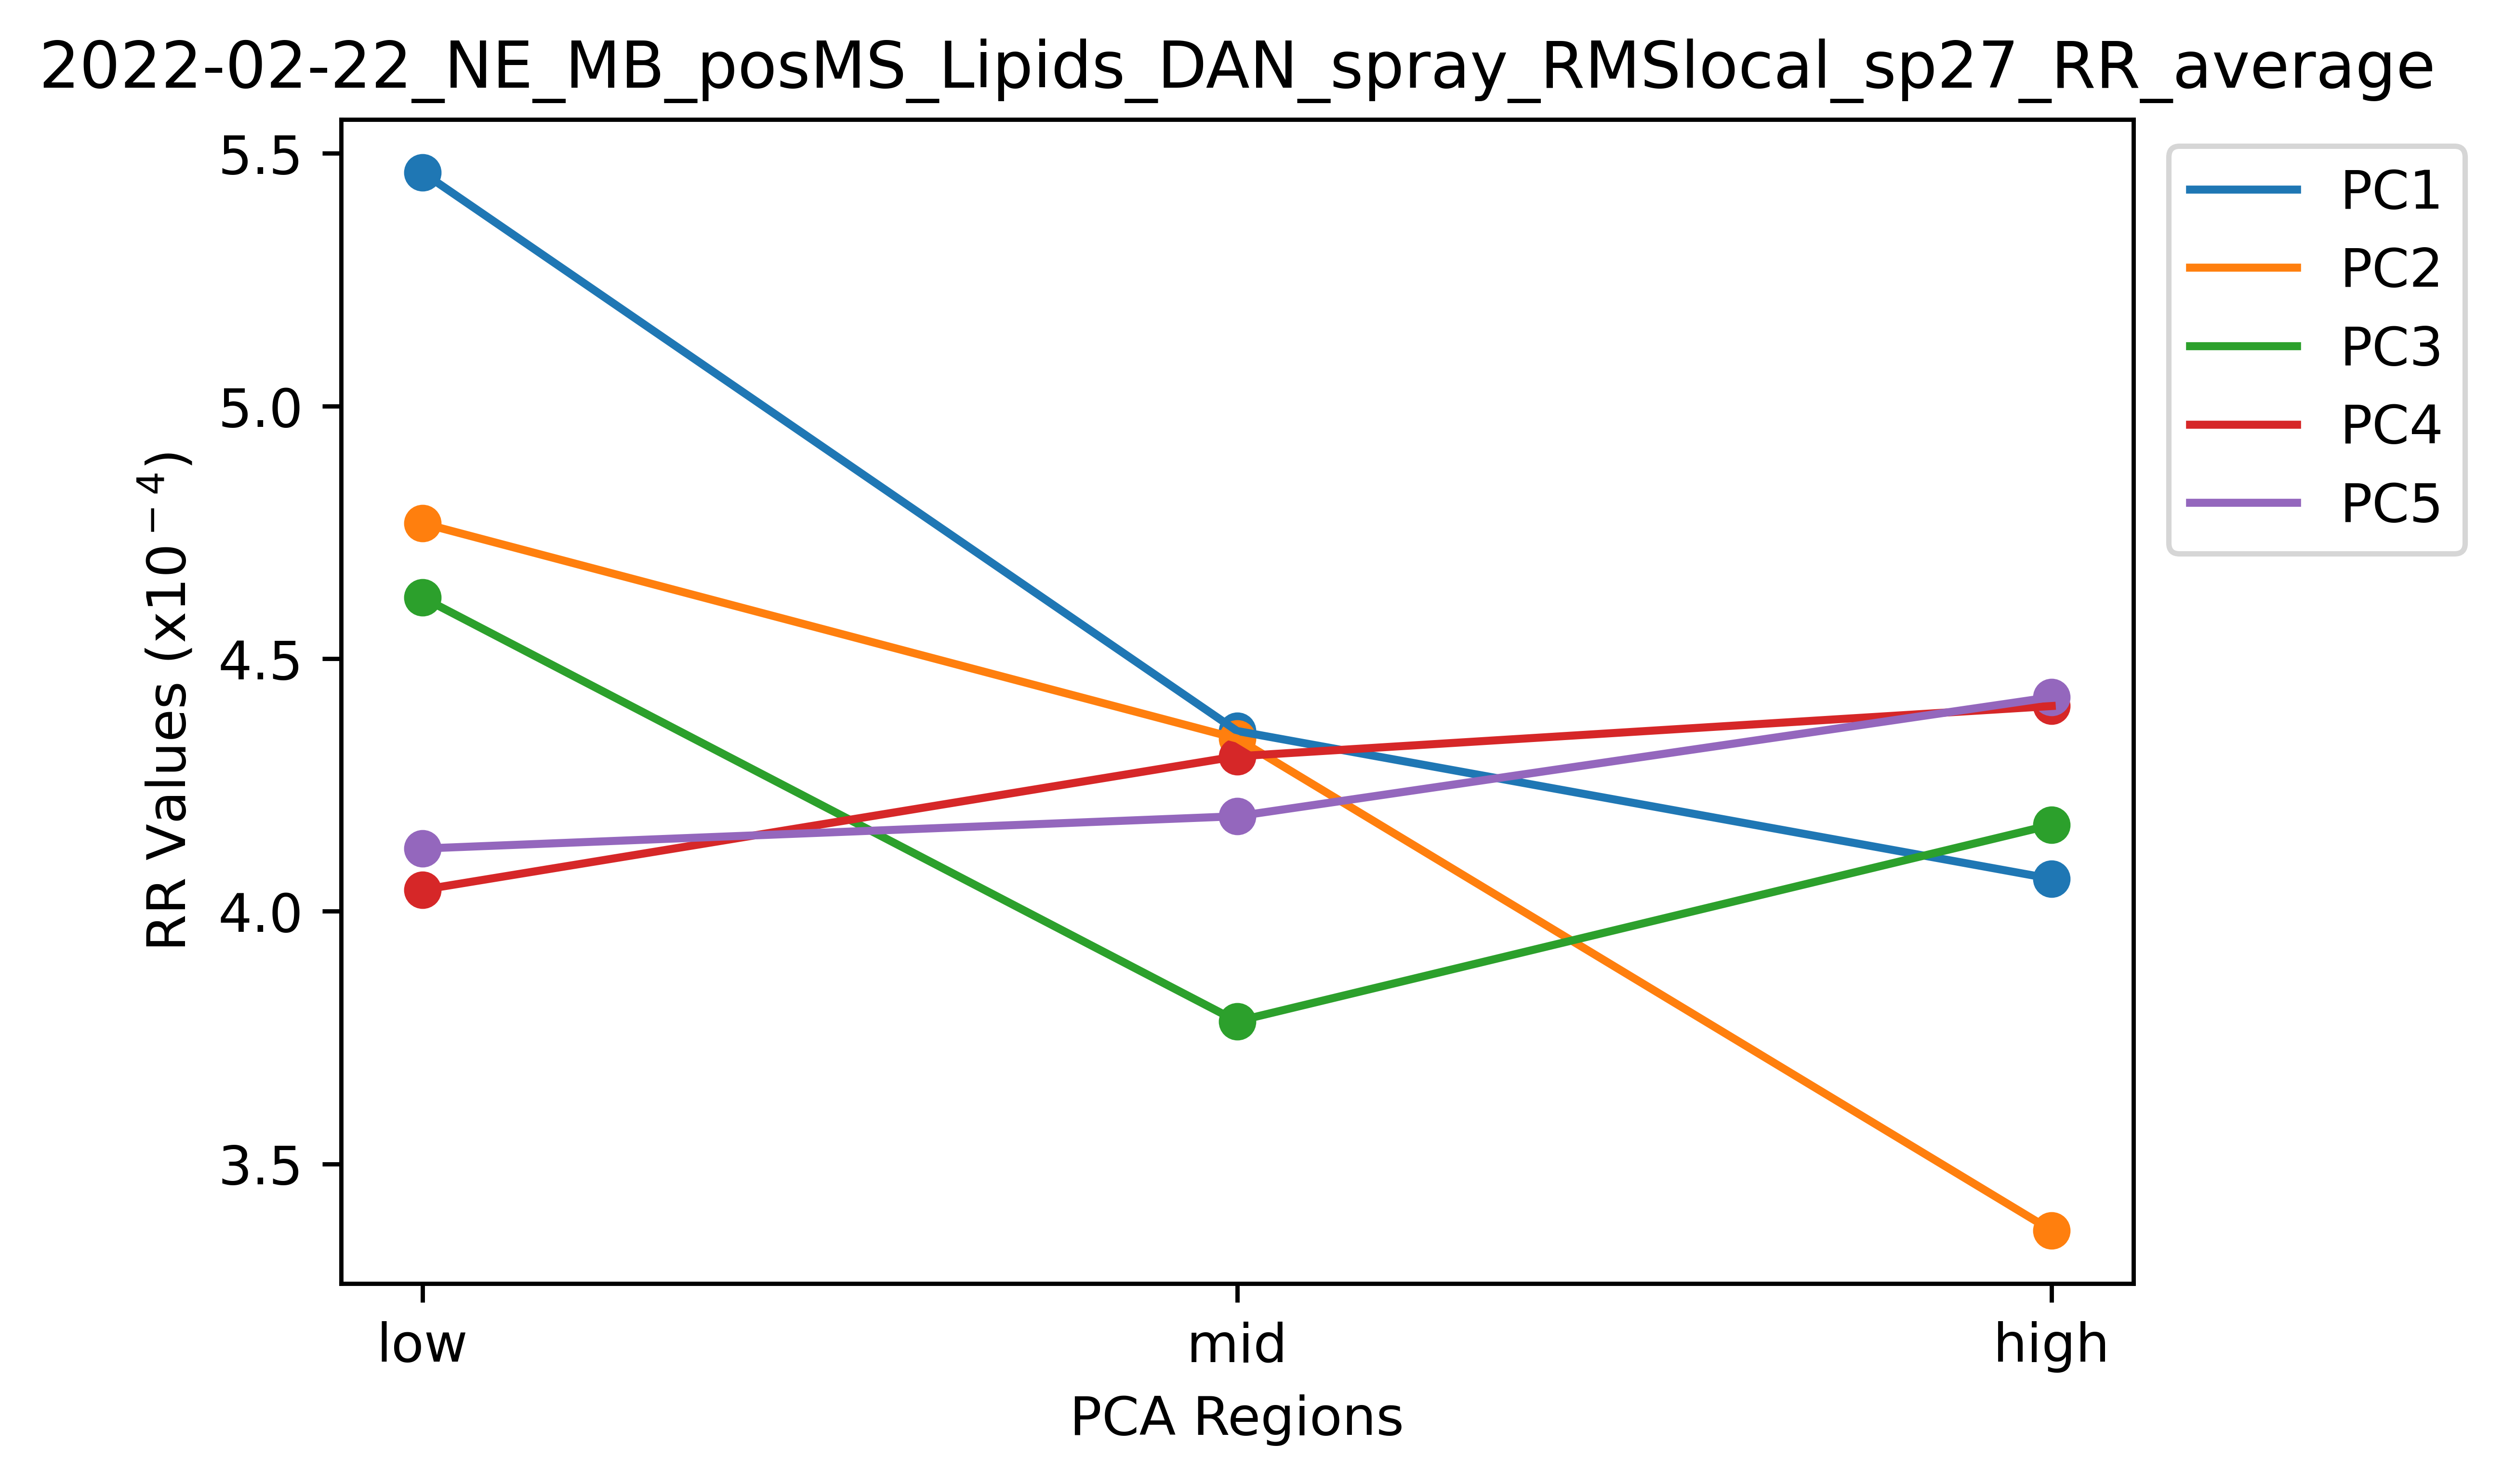 2022-02-22_NE_MB_posMS_Lipids_DAN_spray_RMSlocal_sp27_RR_average
RR Values (x10⁻⁴)
5.5
5.0
4.5
4.0
3.5
low
mid
high
PCA Regions
PC1
PC2
PC3
PC4
PC5